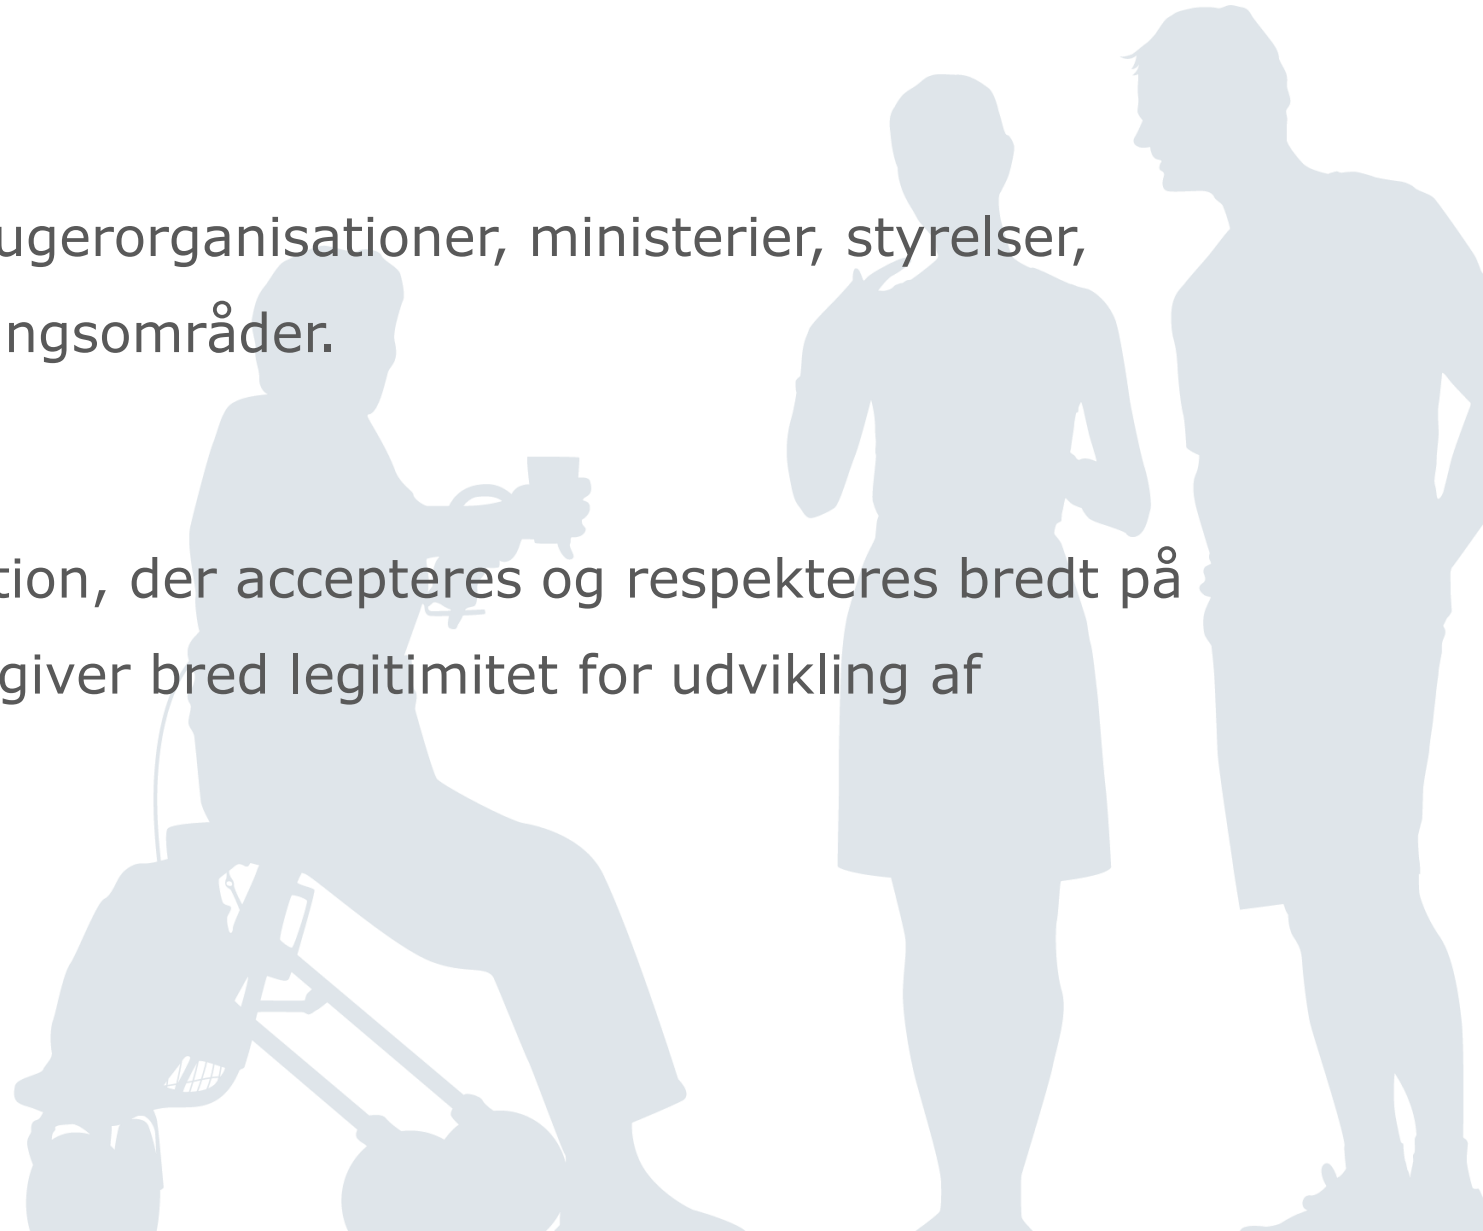 ugerorganisationer, ministerier, styrelser,
ngsområder.
tion, der accepteres og respekteres bredt på
giver bred legitimitet for udvikling af